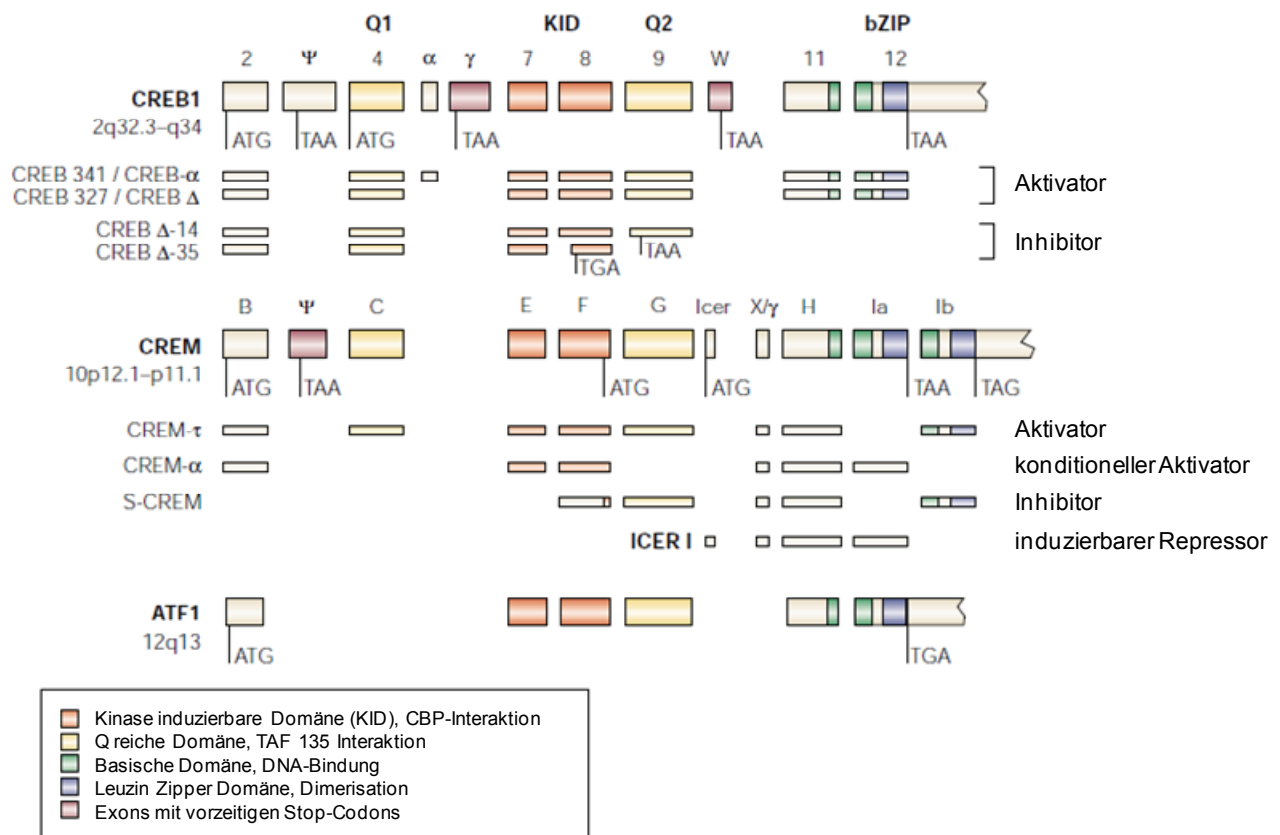 Q1 KID Q2 bZIP
2 Ψ 4 α γ 7 8 9 W 11 12
CREB1
2q32.3–q34
ATG TAA ATG TAA TAA TAA
CREB 341 / CREB-α
CREB 327 / CREB Δ
Aktivator
CREB Δ-14
CREB Δ-35
TAA
TGA
Inhibitor
B Ψ C E F G Icer X/γ H Ia Ib
CREM
10p12.1–p11.1
ATG TAA ATG ATG TAA TAG
CREM-τ Aktivator
CREM-α konditioneller Aktivator
S-CREM Inhibitor
ICER I induzierbarer Repressor
ATF1
12q13
ATG TGA
Kinase induzierbare Domäne (KID), CBP-Interaktion
Q reiche Domäne, TAF 135 Interaktion
Basische Domäne, DNA-Bindung
Leuzin Zipper Domäne, Dimerisation
Exons mit vorzeitigen Stop-Codons